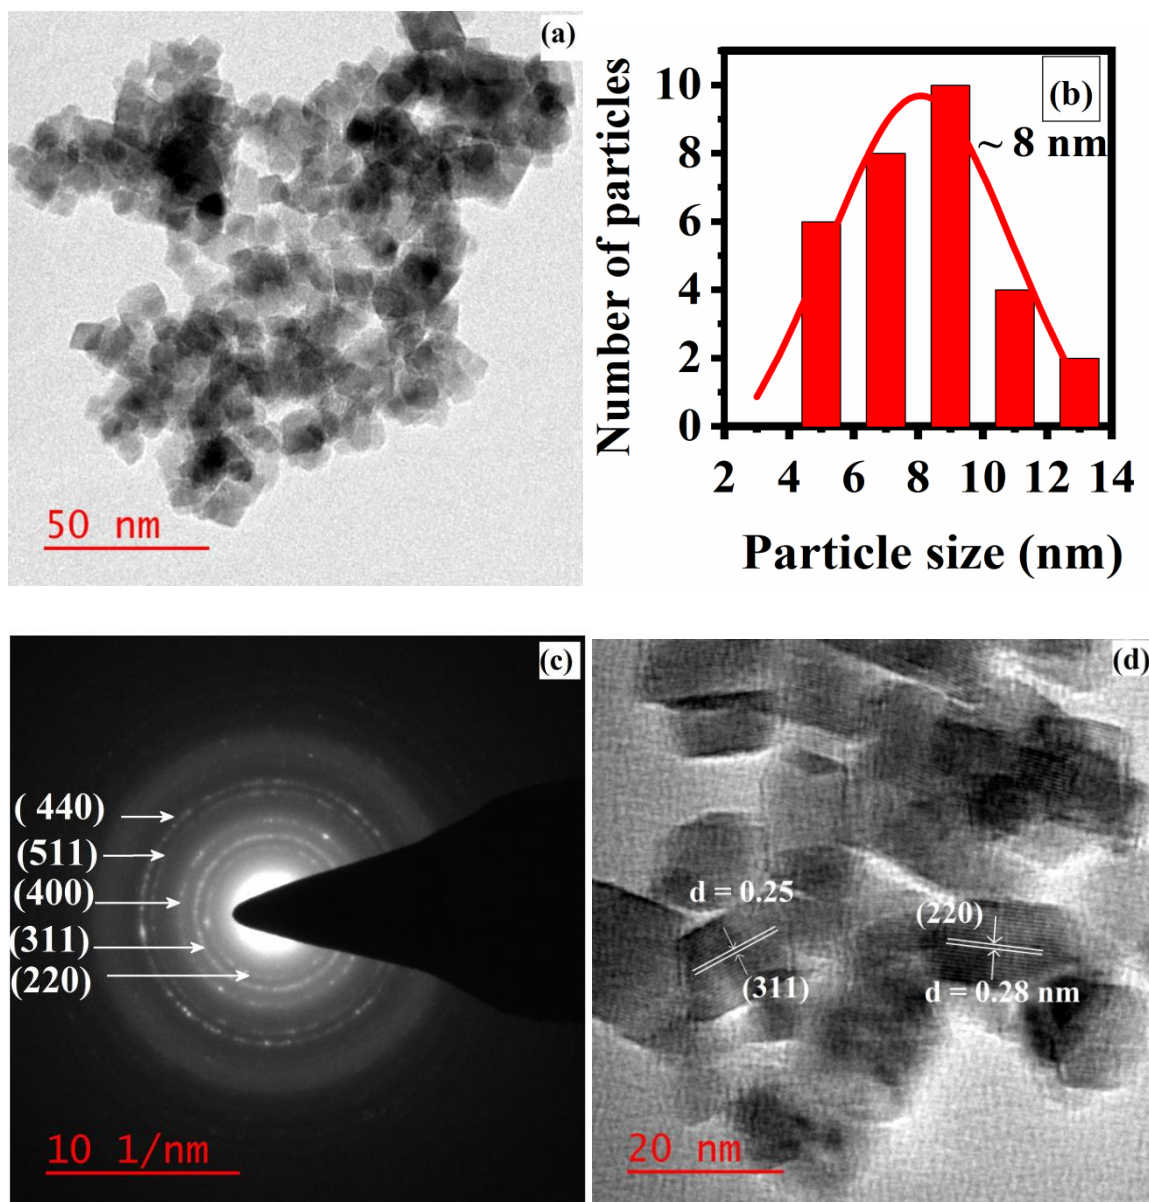 (a)
50 nm
(b)
~ 8 nm
Number of particles
10
8
6
4
2
0
2 4 6 8 10 12 14
Particle size (nm)
(c)
( 440)
(511)
(400)
(311)
(220)
10 1/nm
(d)
d = 0.25
(220)
(311)
d = 0.28 nm
20 nm